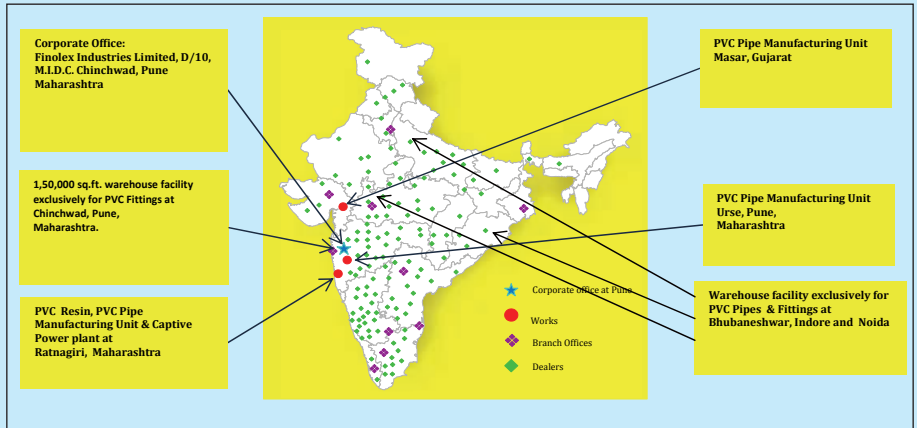 Corporate Office:
Finolex Industries Limited, D/10,
M.I.D.C. Chinchwad, Pune
Maharashtra
1,50,000 sq.ft. warehouse facility
exclusively for PVC Fittings at
Chinchwad, Pune,
Maharashtra.
PVC Resin, PVC Pipe
Manufacturing Unit & Captive
Power plant at
Ratnagiri, Maharashtra
Corporate office at Pune
Works
Branch Offices
Dealers
PVC Pipe Manufacturing Unit
Masar, Gujarat
PVC Pipe Manufacturing Unit
Urse, Pune,
Maharashtra
Warehouse facility exclusively for
PVC Pipes & Fittings at
Bhubaneshwar, Indore and Noida